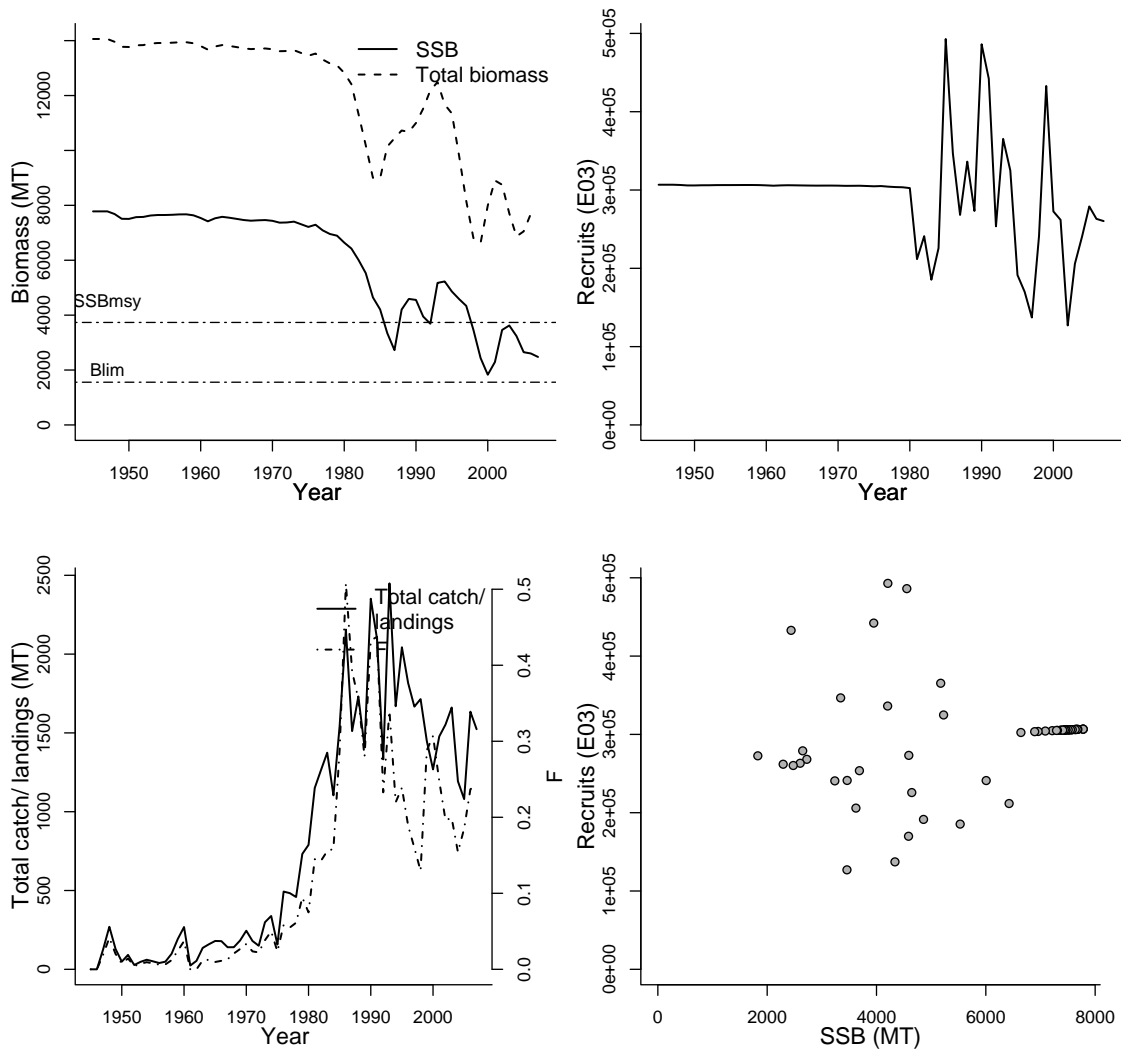 SSB
Total biomass
Biomass (MT)
0
2000
4000
6000
8000
12000
SSBmsy
Blim
1950
1960
1970
1980
1990
2000
Year
Recruits (E03)
0e+00
1e+05
2e+05
3e+05
4e+05
5e+05
1950
1960
1970
1980
1990
2000
Year
Total catch/ landings (MT)
0
500
1000
1500
2000
2500
Total catch/
landings
F
0.0
0.1
0.2
0.3
0.4
0.5
F
1950
1960
1970
1980
1990
2000
Year
Recruits (E03)
0e+00
1e+05
2e+05
3e+05
4e+05
5e+05
0
2000
4000
6000
8000
SSB (MT)